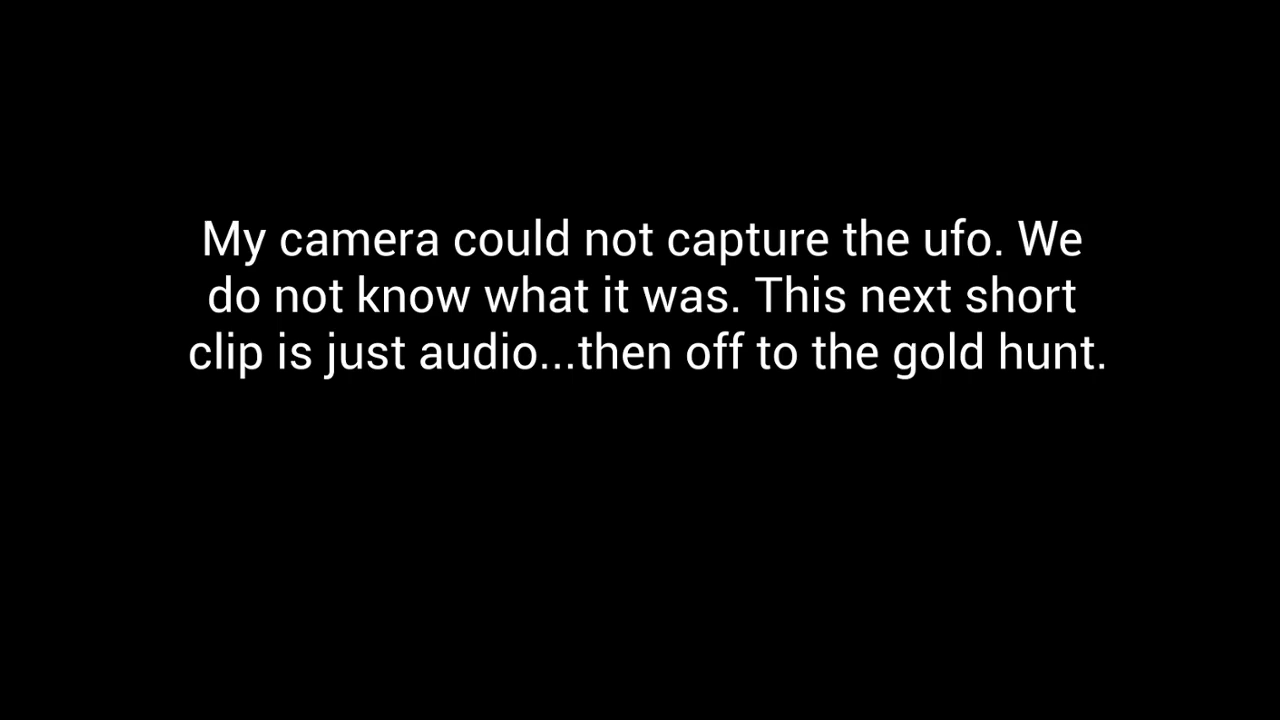 My camera could not capture the ufo. We
do not know what it was. This next short
clip is just audio...then off to the gold hunt.